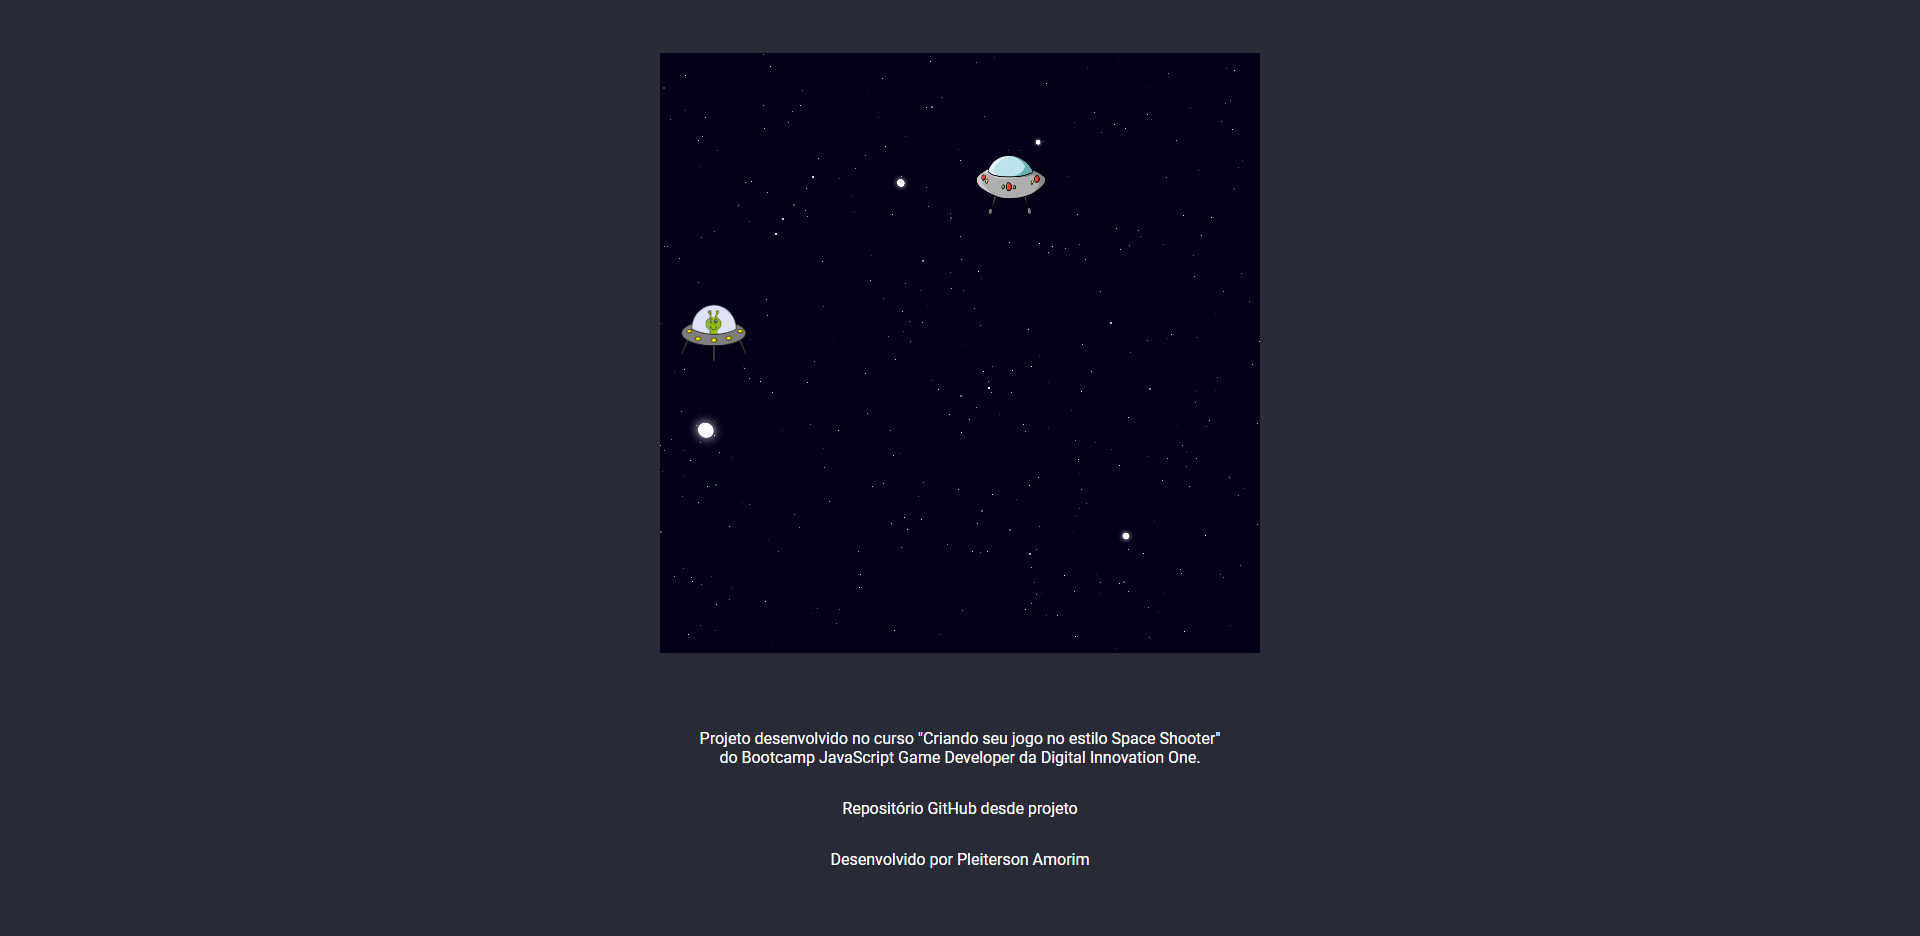 Projeto desenvolvido no curso "Criando seu jogo no estilo Space Shooter"
do Bootcamp JavaScript Game Developer da Digital Innovation One.
Repositório GitHub desde projeto
Desenvolvido por Pleiterson Amorim